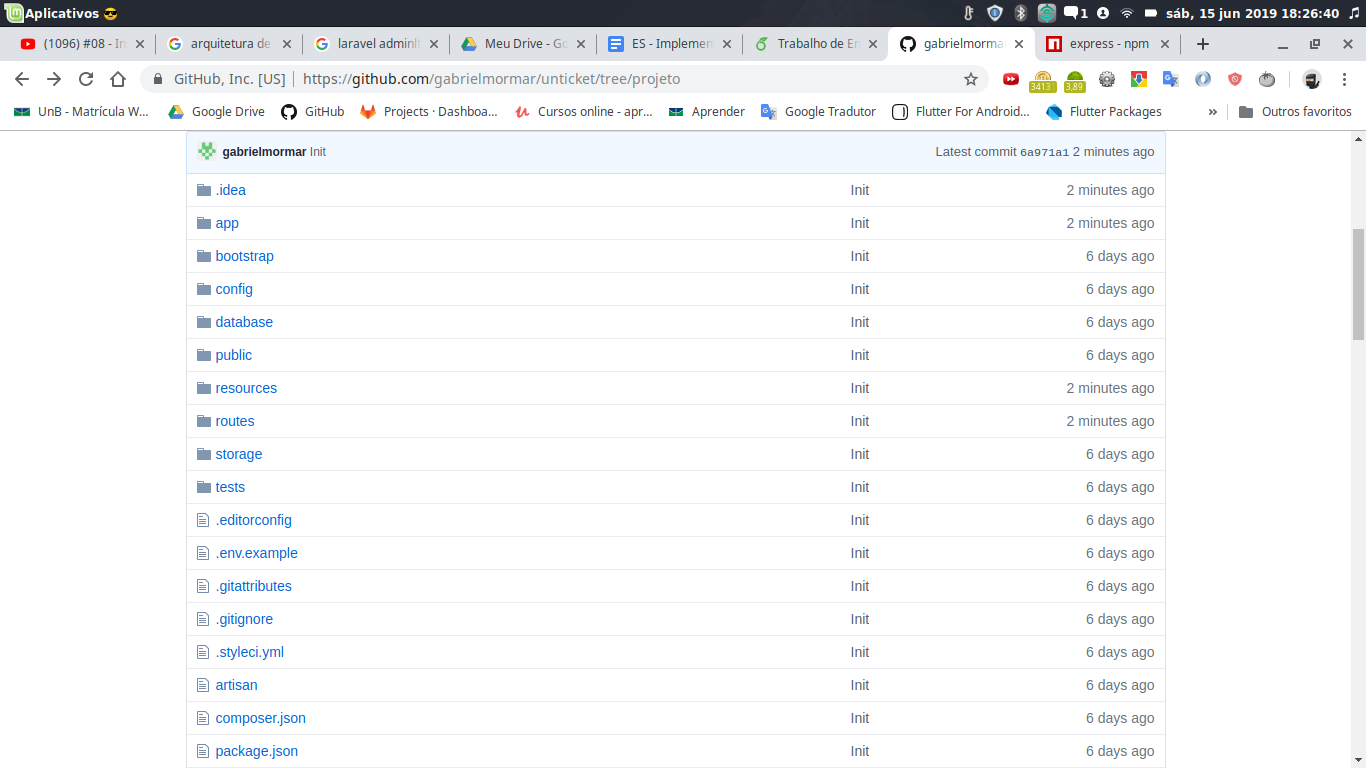 Aplicativos 😎 1 sáb, 15 jun 2019 18:26:40
(1096) #08 - In arquitetura de laravel adminlt Meu Drive - Go ES - Implemen Trabalho de En gabrielmormar express - npm
GitHub, Inc. [US] https://github.com/gabrielmormar/unticket/tree/projeto 3413 3,89
UnB - Matrícula W... Google Drive GitHub Projects · Dashboa... Cursos online - apr... Aprender Google Tradutor Flutter For Android... Flutter Packages » Outros favoritos
gabrielmormar Init Latest commit 6a971a1 2 minutes ago
.idea Init 2 minutes ago
app Init 2 minutes ago
bootstrap Init 6 days ago
config Init 6 days ago
database Init 6 days ago
public Init 6 days ago
resources Init 2 minutes ago
routes Init 2 minutes ago
storage Init 6 days ago
tests Init 6 days ago
.editorconfig Init 6 days ago
.env.example Init 6 days ago
.gitattributes Init 6 days ago
.gitignore Init 6 days ago
.styleci.yml Init 6 days ago
artisan Init 6 days ago
composer.json Init 6 days ago
package.json Init 6 days ago